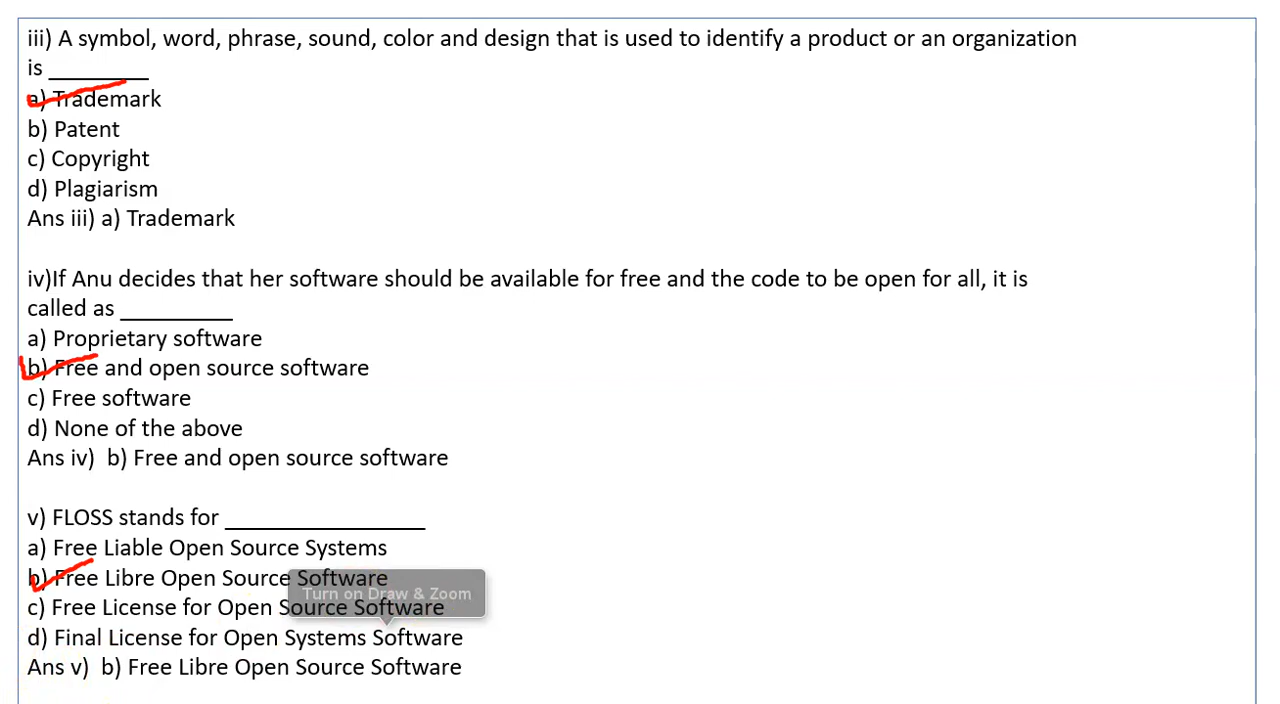 iii) A symbol, word, phrase, sound, color and design that is used to identify a product or an organization
is ________
a) Trademark
b) Patent
c) Copyright
d) Plagiarism
Ans iii) a) Trademark
iv)If Anu decides that her software should be available for free and the code to be open for all, it is
called as _________
a) Proprietary software
b) Free and open source software
c) Free software
d) None of the above
Ans iv)  b) Free and open source software
v) FLOSS stands for ________________
a) Free Liable Open Source Systems
b) Free Libre Open Source Software
Turn on Draw & Zoom
c) Free License for Open Source Software
d) Final License for Open Systems Software
Ans v)  b) Free Libre Open Source Software